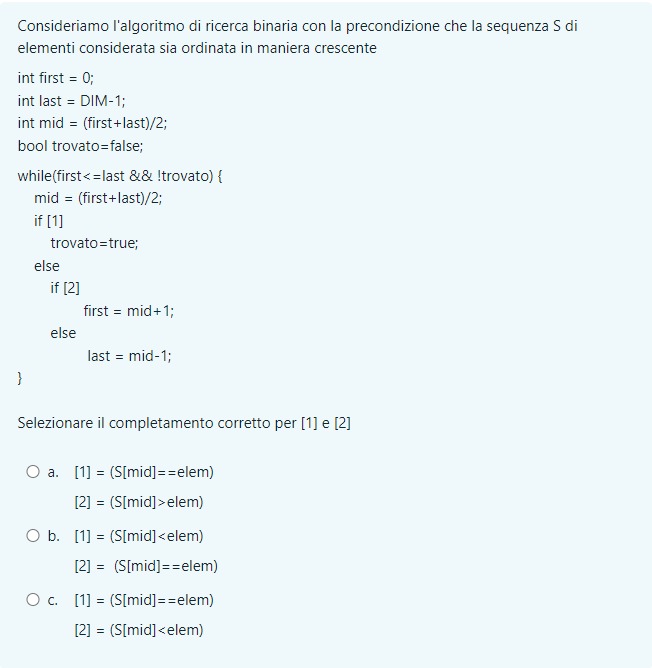 Consideriamo l'algoritmo di ricerca binaria con la precondizione che la sequenza S di
elementi considerata sia ordinata in maniera crescente
int first = 0;
int last = DIM-1;
int mid = (first+last)/2;
bool trovato=false;
while(first<=last && !trovato) {
mid = (first+last)/2;
if [1]
trovato=true;
else
if [2]
first = mid+1;
else
last = mid-1;
}
Selezionare il completamento corretto per [1] e [2]
a. [1] = (S[mid]==elem)
[2] = (S[mid]>elem)
b. [1] = (S[mid]<elem)
[2] = (S[mid]==elem)
c. [1] = (S[mid]==elem)
[2] = (S[mid]<elem)